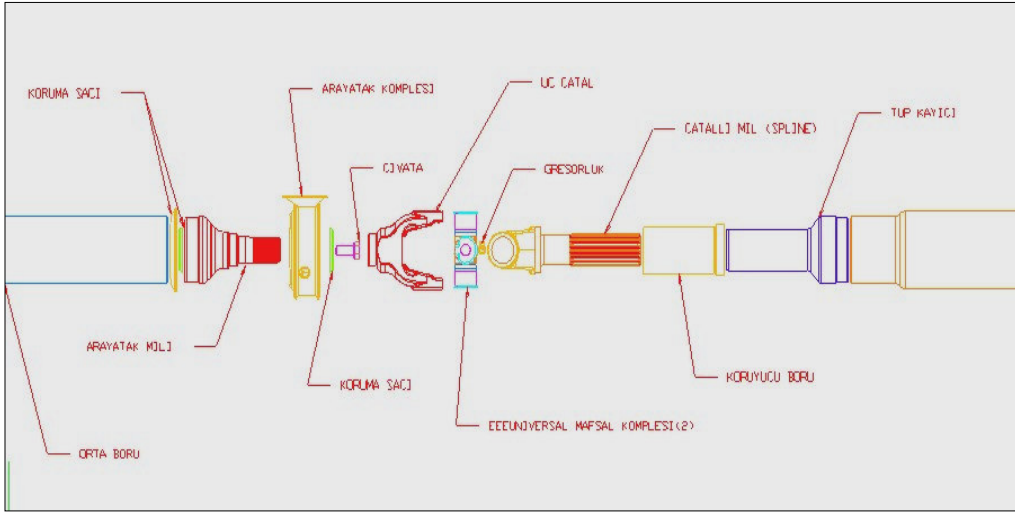 UC CATAL
ARAYATAK KOMPLESI
KORUMA SACI
TUP KAYICI
CATALLI MIL (SPLINE)
CIVATA
GRESORLUK
ARAYATAK MILI
KORUYUCU BORU
KORUMA SACI
EEEUNIVERSAL MAFSAL KOMPLESI(2)
ORTA BORU